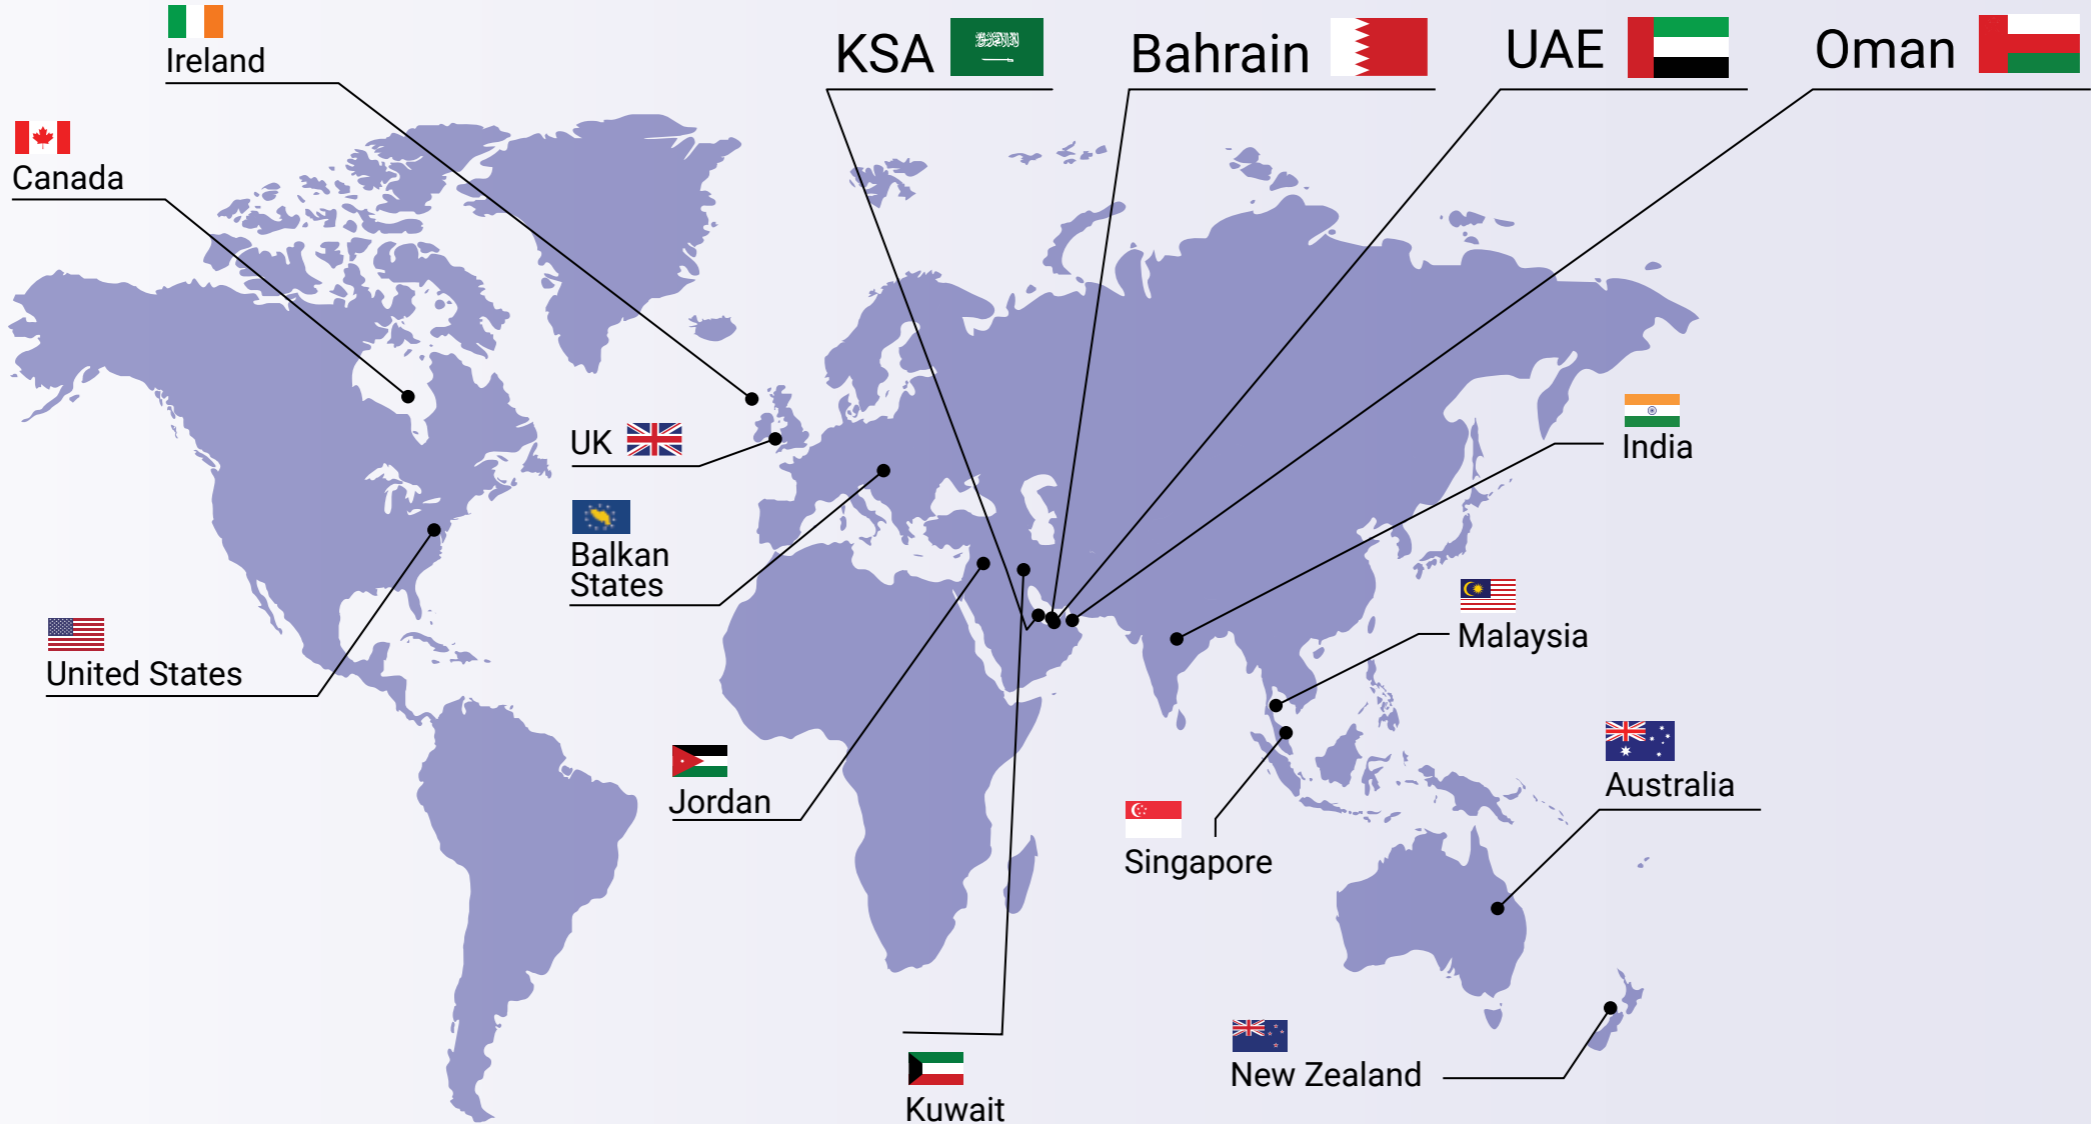 Ireland
KSA
Bahrain
UAE
Oman
Canada
UK
India
Balkan
States
United States
Malaysia
Jordan
Australia
Singapore
New Zealand
Kuwait